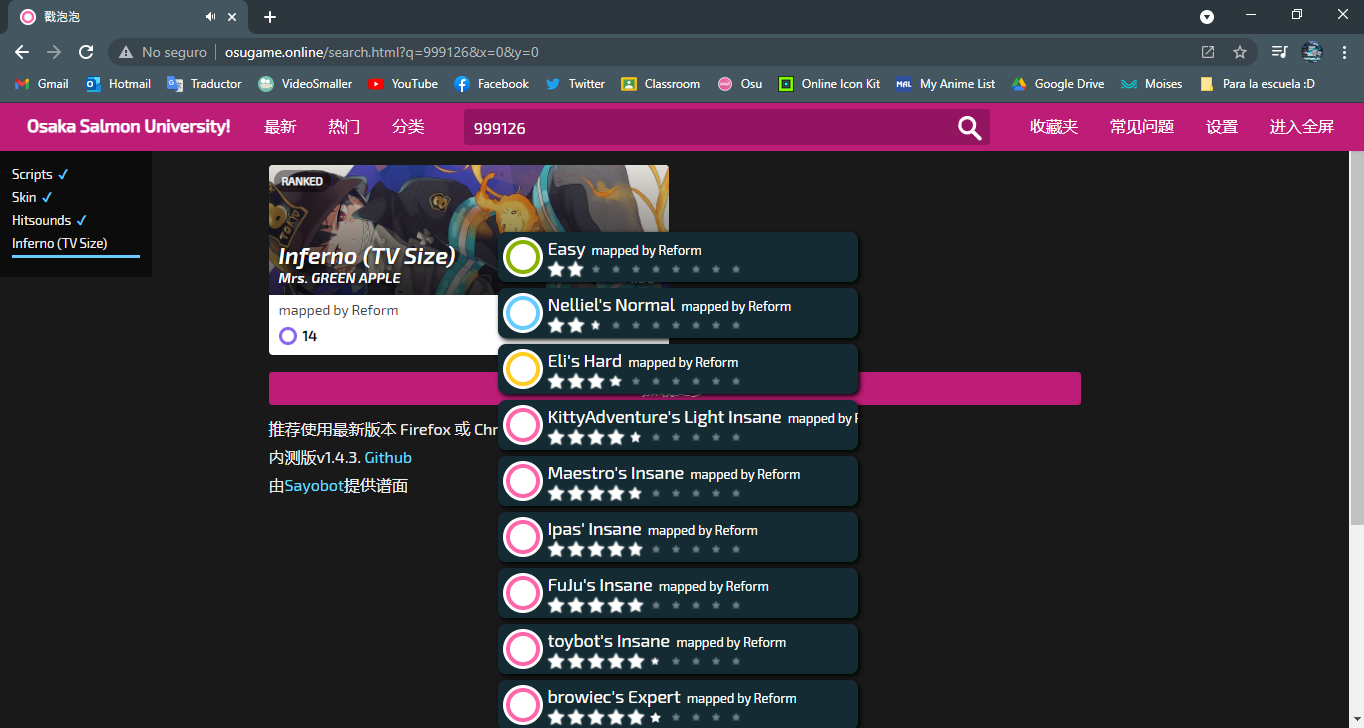 戳泡泡
No seguro
osugame.online/search.html?q=999126&x=0&y=0
Gmail
Hotmail
Traductor
VideoSmaller
YouTube
Facebook
Twitter
Classroom
Osu
Online Icon Kit
MAL
My Anime List
Google Drive
Moises
Para la escuela :D
Osaka Salmon University!
最新
热门
分类
999126
收藏夹
常见问题
设置
进入全屏
Scripts ✓
Skin ✓
Hitsounds ✓
Inferno (TV Size)
RANKED
TOKYO
Inferno (TV Size)
Mrs. GREEN APPLE
mapped by Reform
14
Easy mapped by Reform
Nelliel's Normal mapped by Reform
Eli's Hard mapped by Reform
KittyAdventure's Light Insane mapped by
Maestro's Insane mapped by Reform
Ipas' Insane mapped by Reform
FuJu's Insane mapped by Reform
toybot's Insane mapped by Reform
browiec's Expert mapped by Reform
推荐使用最新版本 Firefox 或 Chr
内测版v1.4.3. Github
由Sayobot提供谱面